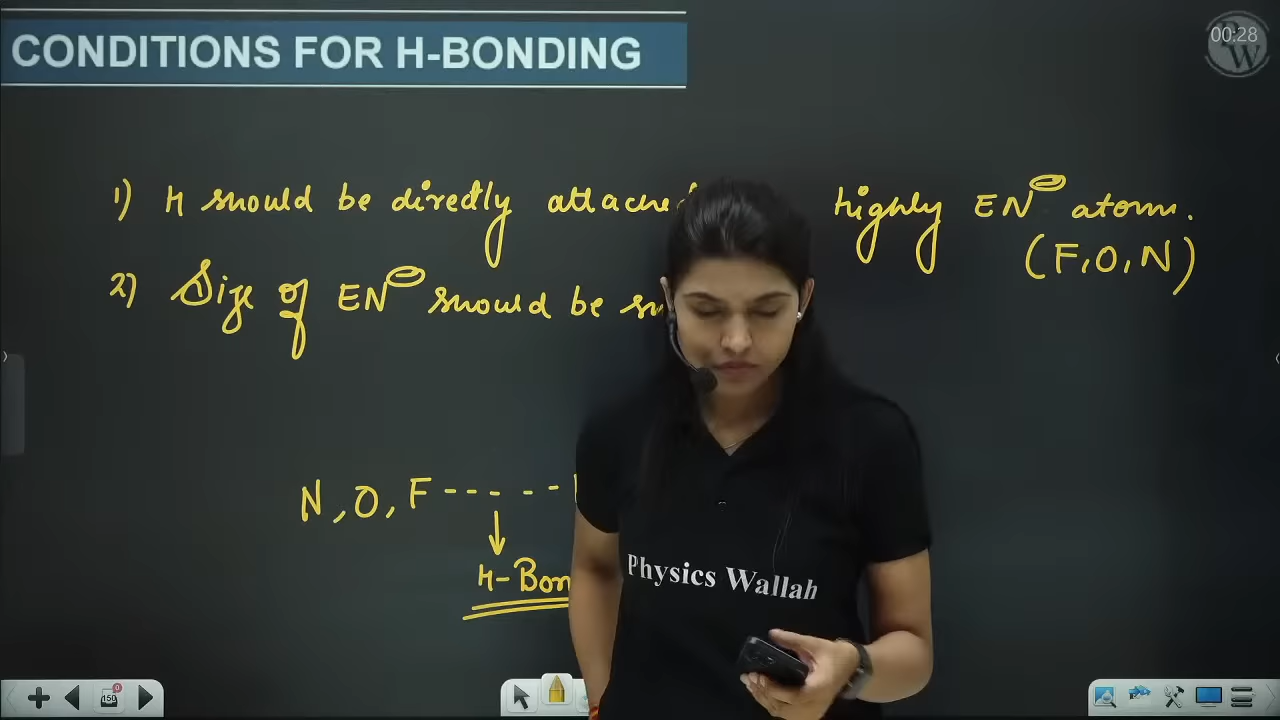 CONDITIONS FOR H-BONDING
00:28
1) H should be directly attached highly EN⊖ atom.
(F, O, N)
2) Size of EN⊖ should be
N, O, F ---- --
↓
H-Bon
Physics Wallah